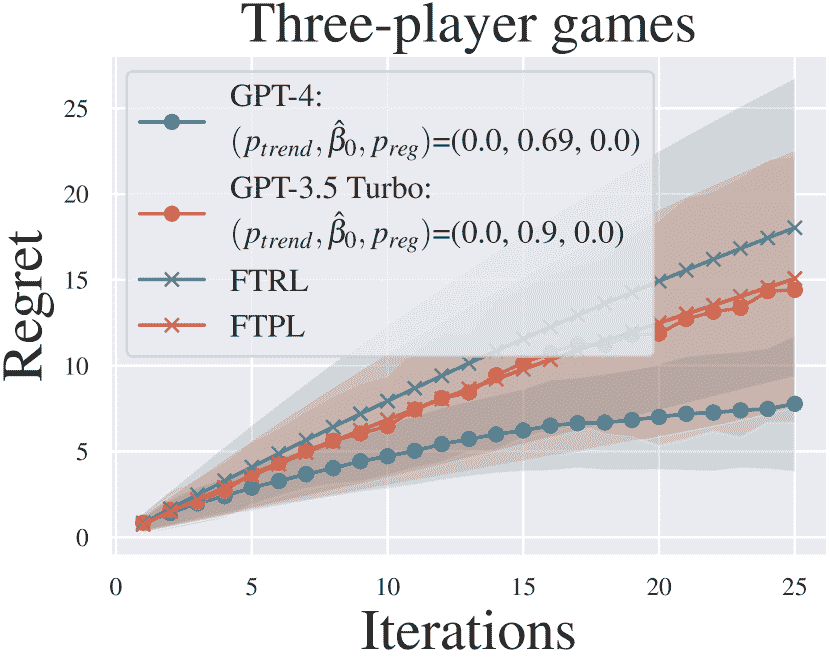 Three-player games
GPT-4:
(p_trend, β̂_0, p_reg)=(0.0, 0.69, 0.0)
GPT-3.5 Turbo:
(p_trend, β̂_0, p_reg)=(0.0, 0.9, 0.0)
FTRL
FTPL
Regret
25
20
15
10
5
0
0 5 10 15 20 25
Iterations